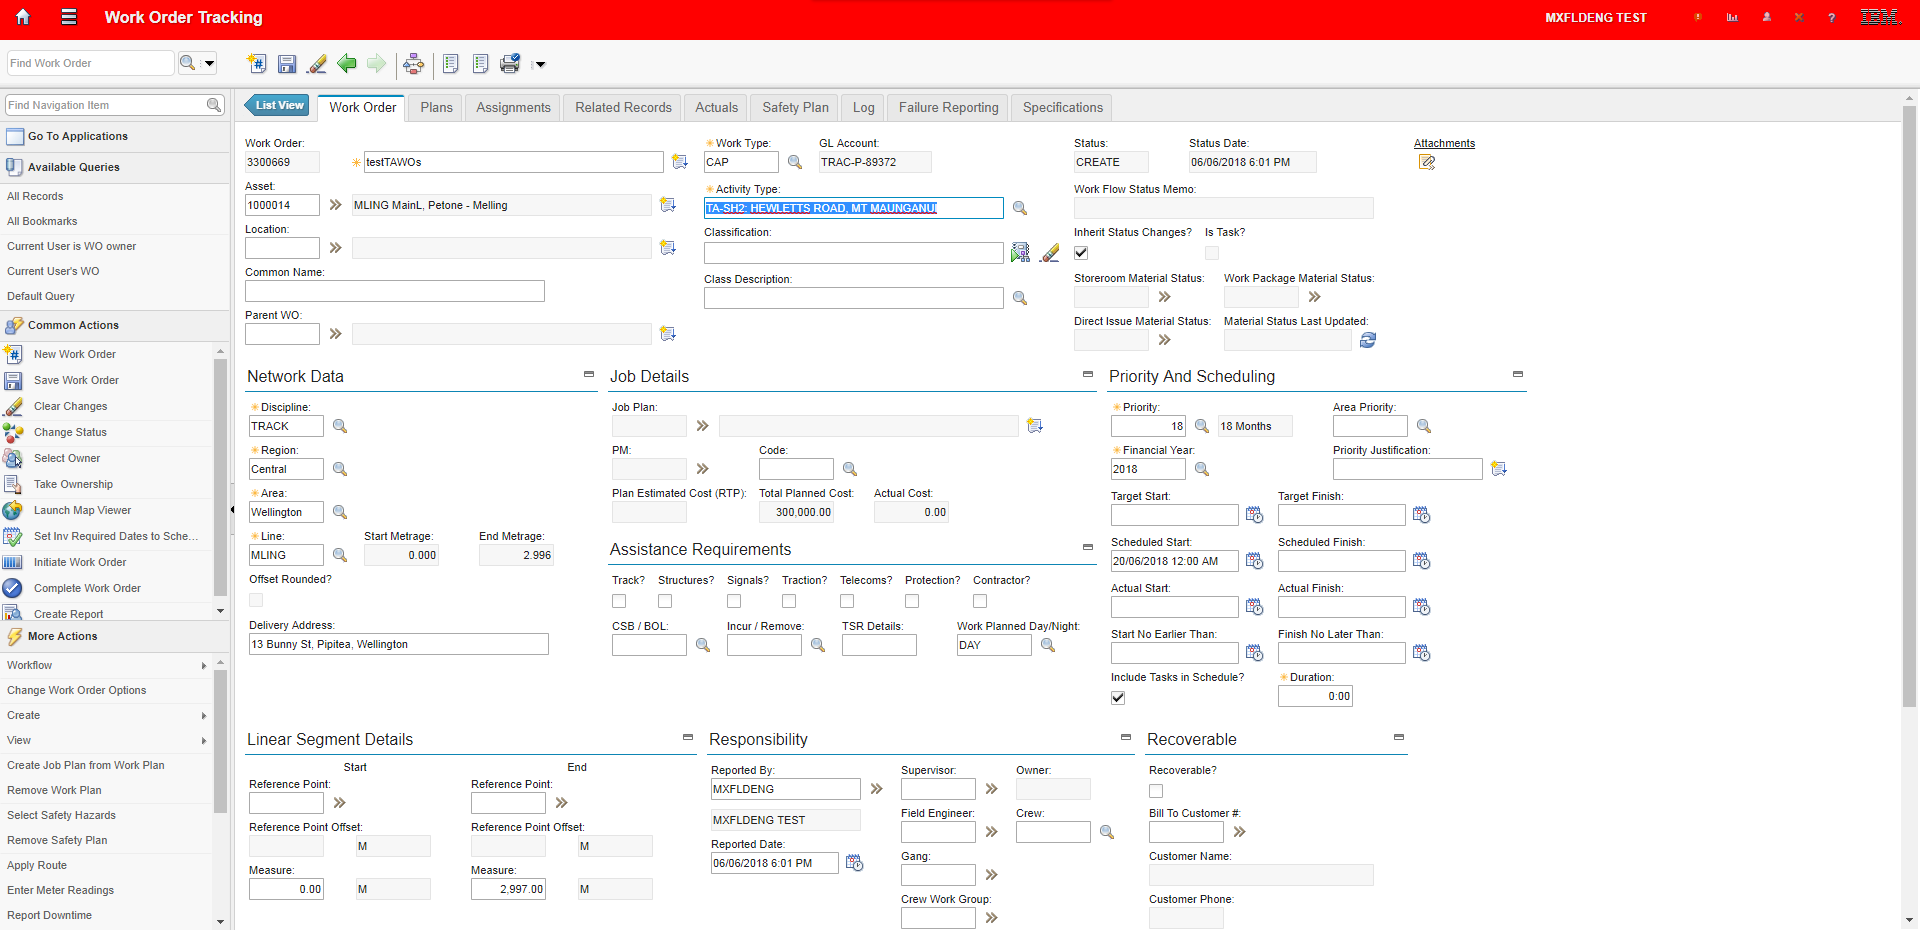 Work Order Tracking
MXFLDENG TEST
IBM.
Find Work Order
Find Navigation Item
Go To Applications
Available Queries
All Records
All Bookmarks
Current User is WO owner
Current User's WO
Default Query
Common Actions
New Work Order
Save Work Order
Clear Changes
Change Status
Select Owner
Take Ownership
Launch Map Viewer
Set Inv Required Dates to Sche...
Initiate Work Order
Complete Work Order
Create Report
More Actions
Workflow
Change Work Order Options
Create
View
Create Job Plan from Work Plan
Remove Work Plan
Select Safety Hazards
Remove Safety Plan
Apply Route
Enter Meter Readings
Report Downtime
List View Work Order Plans Assignments Related Records Actuals Safety Plan Log Failure Reporting Specifications
Work Order:
3300669
testTAWOs
Asset:
1000014
MLING MainL, Petone - Melling
Location:
Common Name:
Parent WO:
Work Type:
CAP
GL Account:
TRAC-P-89372
Activity Type:
TA-SH2: HEWLETTS ROAD, MT MAUNGANUI
Classification:
Class Description:
Status:
CREATE
Status Date:
06/06/2018 6:01 PM
Attachments
Work Flow Status Memo:
Inherit Status Changes? Is Task?
Storeroom Material Status: Work Package Material Status:
Direct Issue Material Status: Material Status Last Updated:
Network Data
Discipline:
TRACK
Region:
Central
Area:
Wellington
Line: Start Metrage: End Metrage:
MLING 0.000 2.996
Offset Rounded?
Delivery Address:
13 Bunny St, Pipitea, Wellington
Job Details
Job Plan:
PM: Code:
Plan Estimated Cost (RTP): Total Planned Cost: Actual Cost:
300,000.00 0.00
Assistance Requirements
Track? Structures? Signals? Traction? Telecoms? Protection? Contractor?
CSB / BOL: Incur / Remove: TSR Details: Work Planned Day/Night:
DAY
Priority And Scheduling
Priority: Area Priority:
18 18 Months
Financial Year: Priority Justification:
2018
Target Start: Target Finish:
Scheduled Start: Scheduled Finish:
20/06/2018 12:00 AM
Actual Start: Actual Finish:
Start No Earlier Than: Finish No Later Than:
Include Tasks in Schedule? Duration:
0:00
Linear Segment Details
Start End
Reference Point: Reference Point:
Reference Point Offset: Reference Point Offset:
M M
Measure: Measure:
0.00 M 2,997.00 M
Responsibility
Reported By: Supervisor: Owner:
MXFLDENG
MXFLDENG TEST
Field Engineer: Crew:
Reported Date:
06/06/2018 6:01 PM
Gang:
Crew Work Group:
Recoverable
Recoverable?
Bill To Customer #:
Customer Name:
Customer Phone: